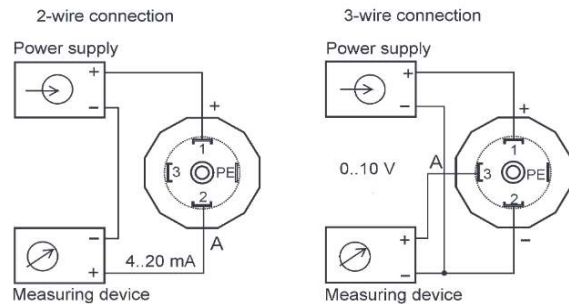 2-wire connection
Power supply
+
−
+
1
3
PE
2
A
−
+
4..20 mA
Measuring device
3-wire connection
Power supply
+
−
+
1
0..10 V
A
3
PE
2
−
+
−
Measuring device